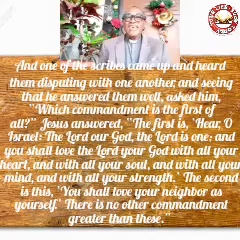 And one of the scribes came up and heard
them disputing with one another, and seeing
that he answered them well, asked him,
"Which commandment is the first of
all?" Jesus answered, "The first is, 'Hear, O
Israel: The Lord our God, the Lord is one; and
you shall love the Lord your God with all your
heart, and with all your soul, and with all your
mind, and with all your strength.' The second
is this, 'You shall love your neighbor as
yourself.' There is no other commandment
greater than these."